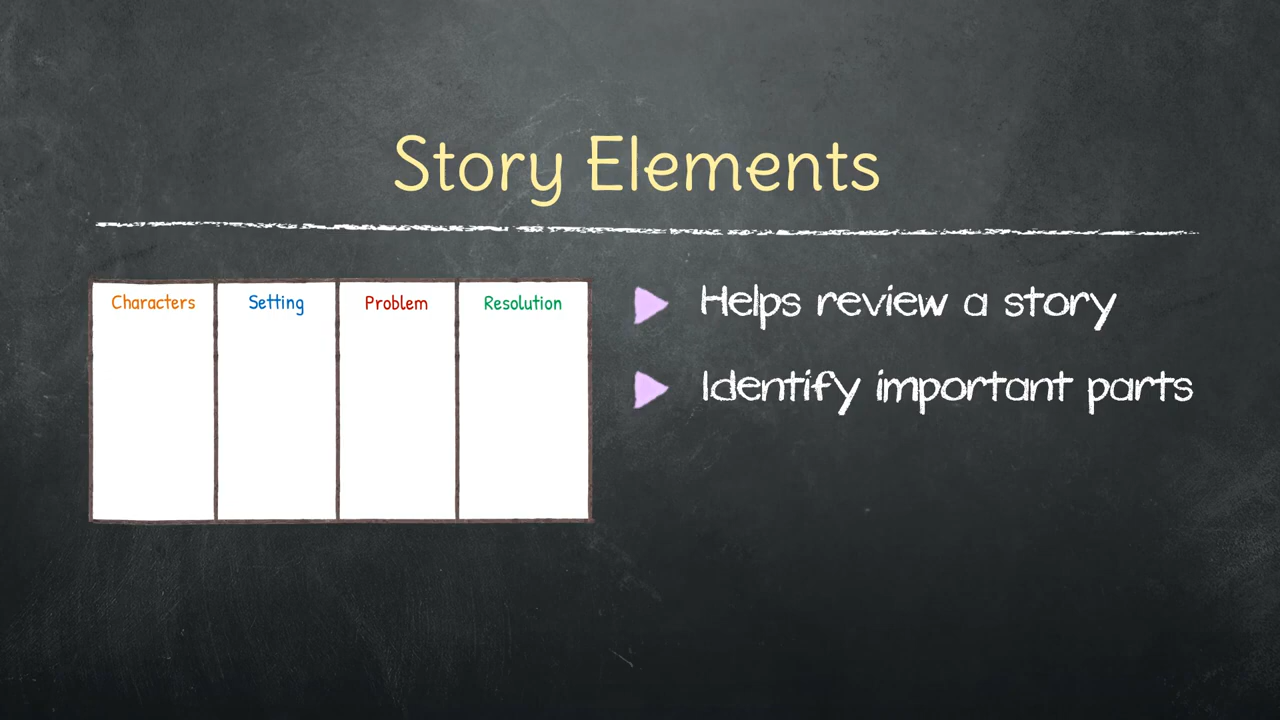 Story Elements
Characters Setting Problem Resolution
Helps review a story
Identify important parts